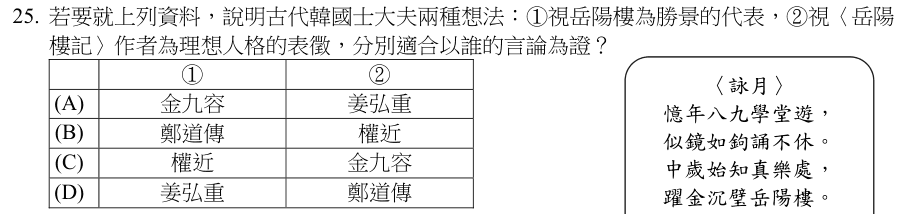 25. 若要就上列資料，說明古代韓國士大夫兩種想法：①視岳陽樓為勝景的代表，②視〈岳陽
樓記〉作者為理想人格的表徵，分別適合以誰的言論為證？
① ②
(A) 金九容 姜弘重
(B) 鄭道傳 權近
(C) 權近 金九容
(D) 姜弘重 鄭道傳
〈詠月〉
憶年八九學堂遊，
似鏡如鉤誦不休。
中歲始知真樂處，
躍金沉璧岳陽樓。